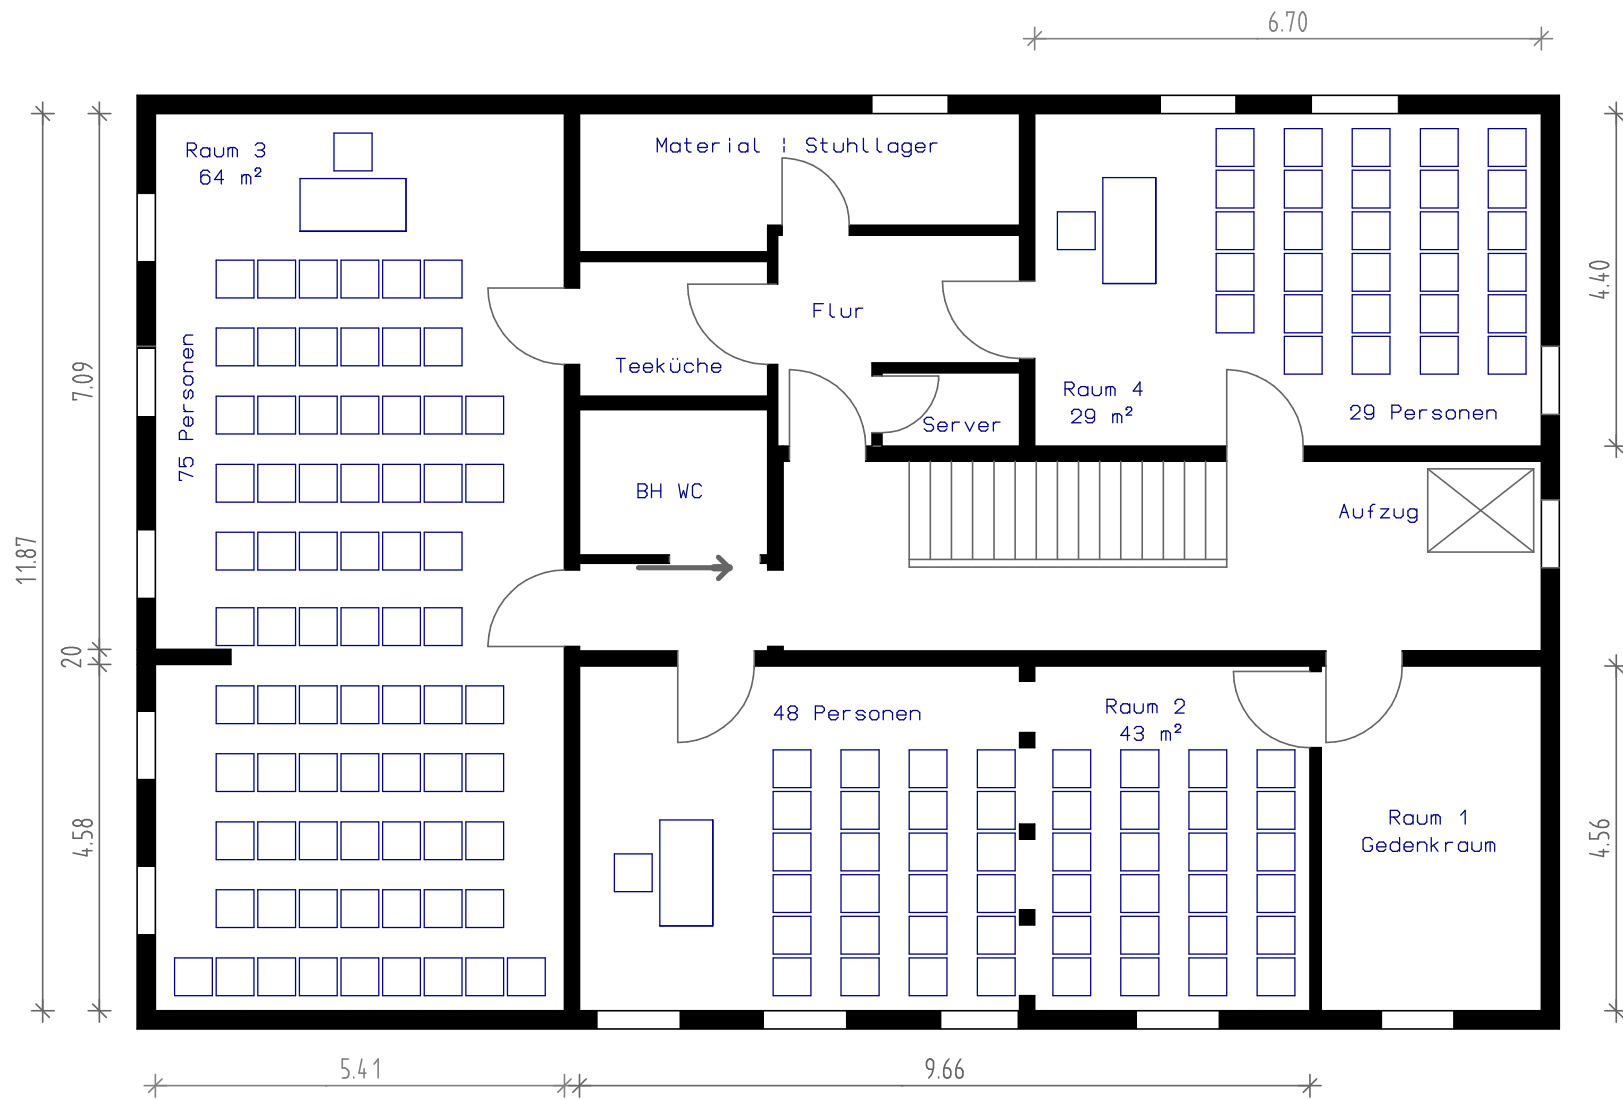 6.70
Raum 3
64 m²
Material ¦ Stuhllager
Flur
4.40
75 Personen
7.09
Teeküche
Raum 4
29 m²
29 Personen
Server
BH WC
Aufzug
11.87
20
48 Personen
Raum 2
43 m²
4.58
Raum 1
Gedenkraum
4.56
5.41
9.66